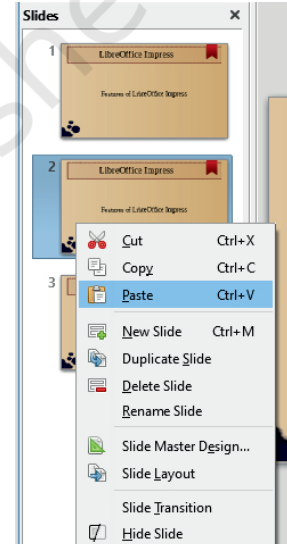 Slides ×
1
LibreOffice Impress
Features of LibreOffice Impress
2
LibreOffice Impress
Features of LibreOffice Impress
3
Cut Ctrl+X
Copy Ctrl+C
Paste Ctrl+V
New Slide Ctrl+M
Duplicate Slide
Delete Slide
Rename Slide
Slide Master Design...
Slide Layout
Slide Transition
Hide Slide